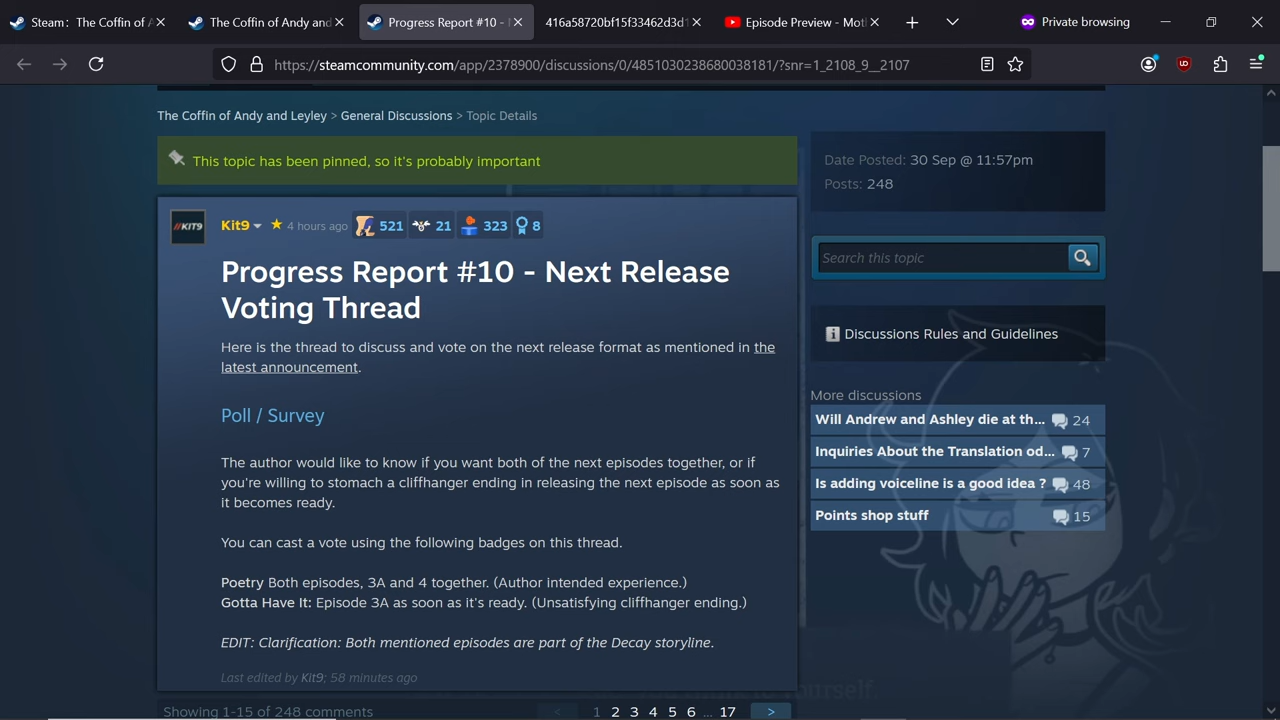 Steam : The Coffin of A
The Coffin of Andy and
Progress Report #10 - N
416a58720bf15f33462d3d1
Episode Preview - Motl
Private browsing
https://steamcommunity.com/app/2378900/discussions/0/4851030238680038181/?snr=1_2108_9__2107
The Coffin of Andy and Leyley > General Discussions > Topic Details
This topic has been pinned, so it's probably important
//KIT9
Kit9 4 hours ago 521 21 323 8
Progress Report #10 - Next Release
Voting Thread
Here is the thread to discuss and vote on the next release format as mentioned in the
latest announcement.
Poll / Survey
The author would like to know if you want both of the next episodes together, or if
you're willing to stomach a cliffhanger ending in releasing the next episode as soon as
it becomes ready.
You can cast a vote using the following badges on this thread.
Poetry Both episodes, 3A and 4 together. (Author intended experience.)
Gotta Have It: Episode 3A as soon as it's ready. (Unsatisfying cliffhanger ending.)
EDIT: Clarification: Both mentioned episodes are part of the Decay storyline.
Last edited by Kit9; 58 minutes ago
Showing 1-15 of 248 comments
< 1 2 3 4 5 6 ... 17 >
Date Posted: 30 Sep @ 11:57pm
Posts: 248
Search this topic
Discussions Rules and Guidelines
More discussions
Will Andrew and Ashley die at th... 24
Inquiries About the Translation od... 7
Is adding voiceline is a good idea ? 48
Points shop stuff 15
yourself.